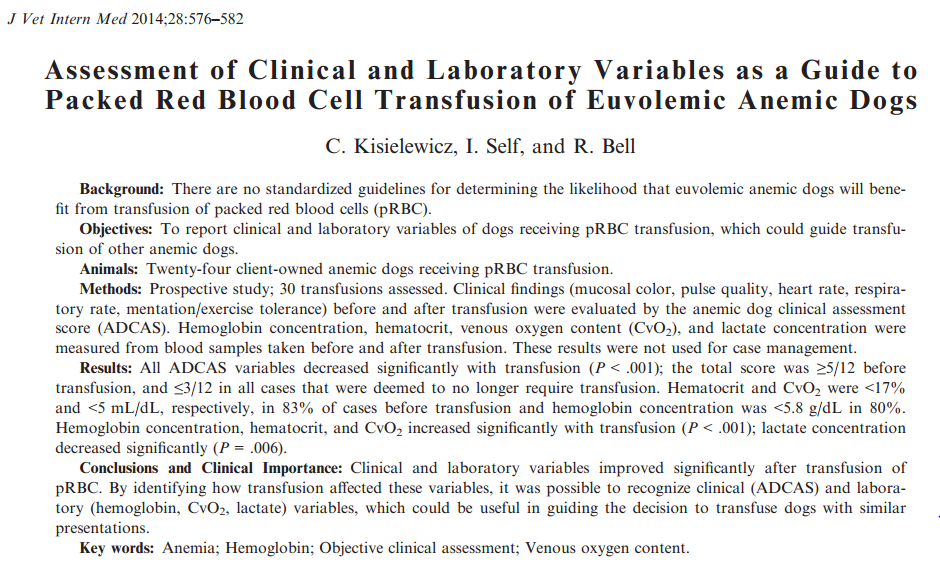 J Vet Intern Med 2014;28:576–582
Assessment of Clinical and Laboratory Variables as a Guide to
Packed Red Blood Cell Transfusion of Euvolemic Anemic Dogs
C. Kisielewicz, I. Self, and R. Bell
Background: There are no standardized guidelines for determining the likelihood that euvolemic anemic dogs will bene-
fit from transfusion of packed red blood cells (pRBC).
Objectives: To report clinical and laboratory variables of dogs receiving pRBC transfusion, which could guide transfu-
sion of other anemic dogs.
Animals: Twenty-four client-owned anemic dogs receiving pRBC transfusion.
Methods: Prospective study; 30 transfusions assessed. Clinical findings (mucosal color, pulse quality, heart rate, respira-
tory rate, mentation/exercise tolerance) before and after transfusion were evaluated by the anemic dog clinical assessment
score (ADCAS). Hemoglobin concentration, hematocrit, venous oxygen content (CvO₂), and lactate concentration were
measured from blood samples taken before and after transfusion. These results were not used for case management.
Results: All ADCAS variables decreased significantly with transfusion (P < .001); the total score was ≥5/12 before
transfusion, and ≤3/12 in all cases that were deemed to no longer require transfusion. Hematocrit and CvO₂ were <17%
and <5 mL/dL, respectively, in 83% of cases before transfusion and hemoglobin concentration was <5.8 g/dL in 80%.
Hemoglobin concentration, hematocrit, and CvO₂ increased significantly with transfusion (P < .001); lactate concentration
decreased significantly (P = .006).
Conclusions and Clinical Importance: Clinical and laboratory variables improved significantly after transfusion of
pRBC. By identifying how transfusion affected these variables, it was possible to recognize clinical (ADCAS) and labora-
tory (hemoglobin, CvO₂, lactate) variables, which could be useful in guiding the decision to transfuse dogs with similar
presentations.
Key words: Anemia; Hemoglobin; Objective clinical assessment; Venous oxygen content.